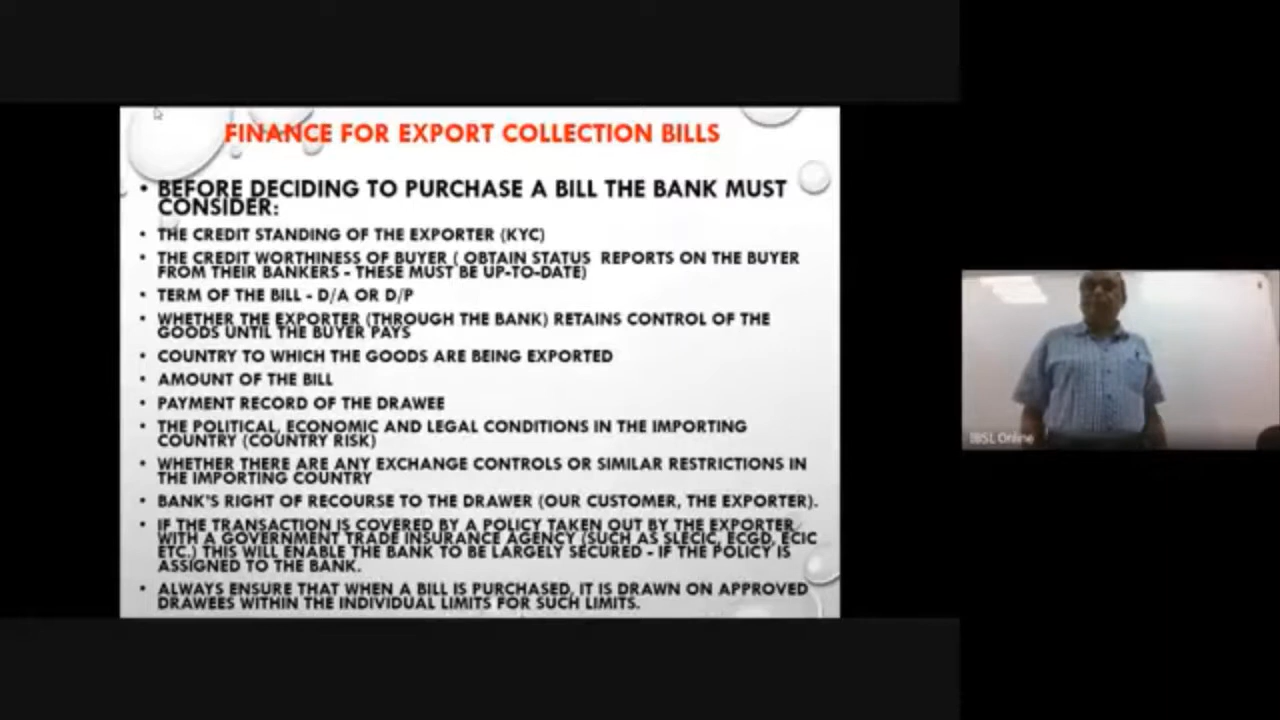 FINANCE FOR EXPORT COLLECTION BILLS
• BEFORE DECIDING TO PURCHASE A BILL THE BANK MUST
CONSIDER:
• THE CREDIT STANDING OF THE EXPORTER (KYC)
• THE CREDIT WORTHINESS OF BUYER ( OBTAIN STATUS REPORTS ON THE BUYER
FROM THEIR BANKERS - THESE MUST BE UP-TO-DATE)
• TERM OF THE BILL - D/A OR D/P
• WHETHER THE EXPORTER (THROUGH THE BANK) RETAINS CONTROL OF THE
GOODS UNTIL THE BUYER PAYS
• COUNTRY TO WHICH THE GOODS ARE BEING EXPORTED
• AMOUNT OF THE BILL
• PAYMENT RECORD OF THE DRAWEE
• THE POLITICAL, ECONOMIC AND LEGAL CONDITIONS IN THE IMPORTING
COUNTRY (COUNTRY RISK)
• WHETHER THERE ARE ANY EXCHANGE CONTROLS OR SIMILAR RESTRICTIONS IN
THE IMPORTING COUNTRY
• BANK'S RIGHT OF RECOURSE TO THE DRAWER (OUR CUSTOMER, THE EXPORTER).
• IF THE TRANSACTION IS COVERED BY A POLICY TAKEN OUT BY THE EXPORTER
WITH A GOVERNMENT TRADE INSURANCE AGENCY (SUCH AS SLECIC, ECGD, ECIC
ETC.) THIS WILL ENABLE THE BANK TO BE LARGELY SECURED - IF THE POLICY IS
ASSIGNED TO THE BANK.
• ALWAYS ENSURE THAT WHEN A BILL IS PURCHASED, IT IS DRAWN ON APPROVED
DRAWEES WITHIN THE INDIVIDUAL LIMITS FOR SUCH LIMITS.
IBSL Online